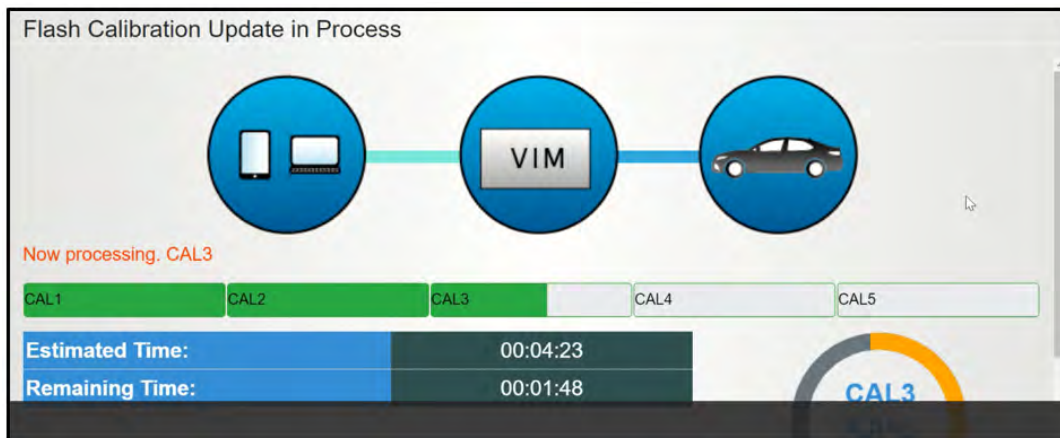 Flash Calibration Update in Process
VIM
Now processing. CAL3
CAL1 CAL2 CAL3 CAL4 CAL5
Estimated Time: 00:04:23
Remaining Time: 00:01:48
CAL3